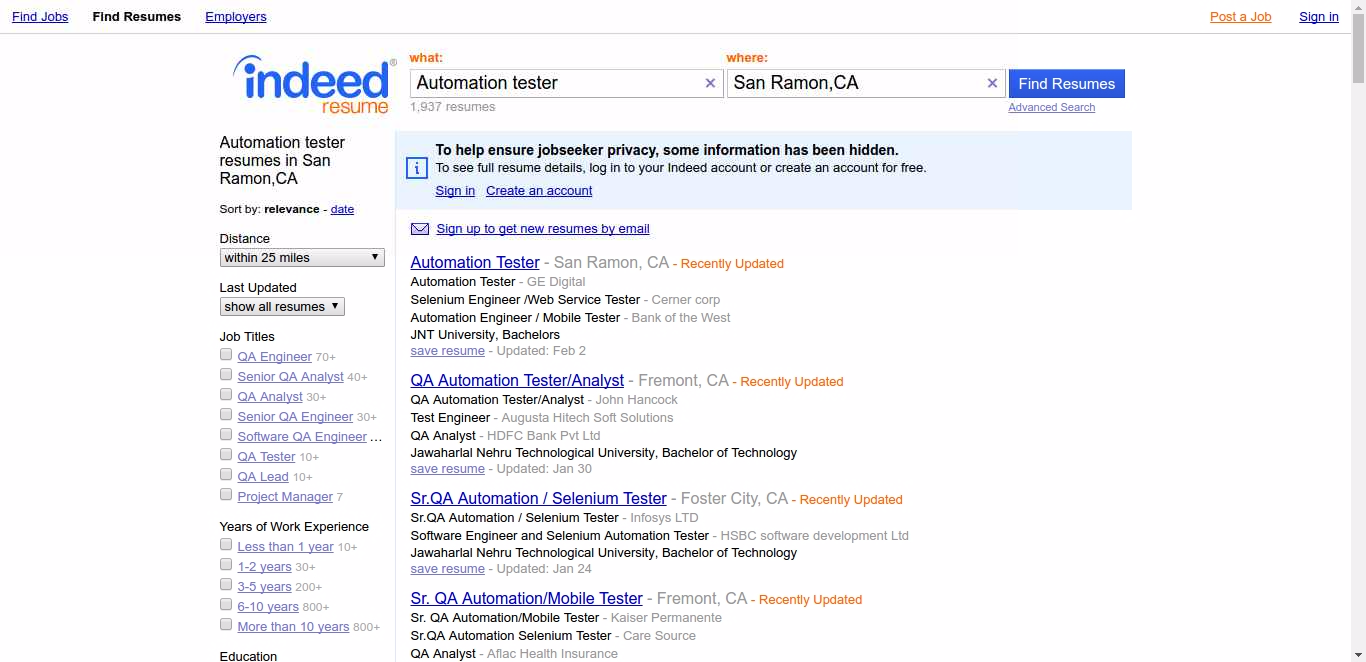 Find Jobs Find Resumes Employers Post a Job Sign in
indeed® resume
what: where:
Automation tester × San Ramon,CA × Find Resumes
1,937 resumes Advanced Search
Automation tester
resumes in San
Ramon,CA
Sort by: relevance - date
Distance
within 25 miles
Last Updated
show all resumes
Job Titles
QA Engineer 70+
Senior QA Analyst 40+
QA Analyst 30+
Senior QA Engineer 30+
Software QA Engineer ...
QA Tester 10+
QA Lead 10+
Project Manager 7
Years of Work Experience
Less than 1 year 10+
1-2 years 30+
3-5 years 200+
6-10 years 800+
More than 10 years 800+
Education
i
To help ensure jobseeker privacy, some information has been hidden.
To see full resume details, log in to your Indeed account or create an account for free.
Sign in Create an account
Sign up to get new resumes by email
Automation Tester - San Ramon, CA - Recently Updated
Automation Tester - GE Digital
Selenium Engineer /Web Service Tester - Cerner corp
Automation Engineer / Mobile Tester - Bank of the West
JNT University, Bachelors
save resume - Updated: Feb 2
QA Automation Tester/Analyst - Fremont, CA - Recently Updated
QA Automation Tester/Analyst - John Hancock
Test Engineer - Augusta Hitech Soft Solutions
QA Analyst - HDFC Bank Pvt Ltd
Jawaharlal Nehru Technological University, Bachelor of Technology
save resume - Updated: Jan 30
Sr.QA Automation / Selenium Tester - Foster City, CA - Recently Updated
Sr.QA Automation / Selenium Tester - Infosys LTD
Software Engineer and Selenium Automation Tester - HSBC software development Ltd
Jawaharlal Nehru Technological University, Bachelor of Technology
save resume - Updated: Jan 24
Sr. QA Automation/Mobile Tester - Fremont, CA - Recently Updated
Sr. QA Automation/Mobile Tester - Kaiser Permanente
Sr.QA Automation Selenium Tester - Care Source
QA Analyst - Aflac Health Insurance